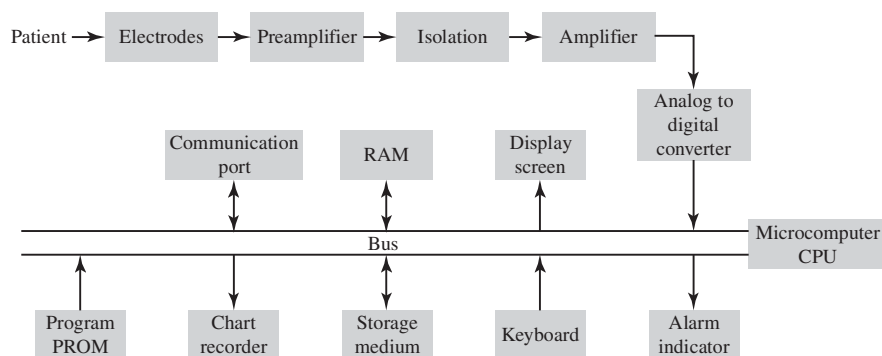 Patient
Electrodes
Preamplifier
Isolation
Amplifier
Analog to
digital
converter
Communication
port
RAM
Display
screen
Bus
Microcomputer
CPU
Program
PROM
Chart
recorder
Storage
medium
Keyboard
Alarm
indicator